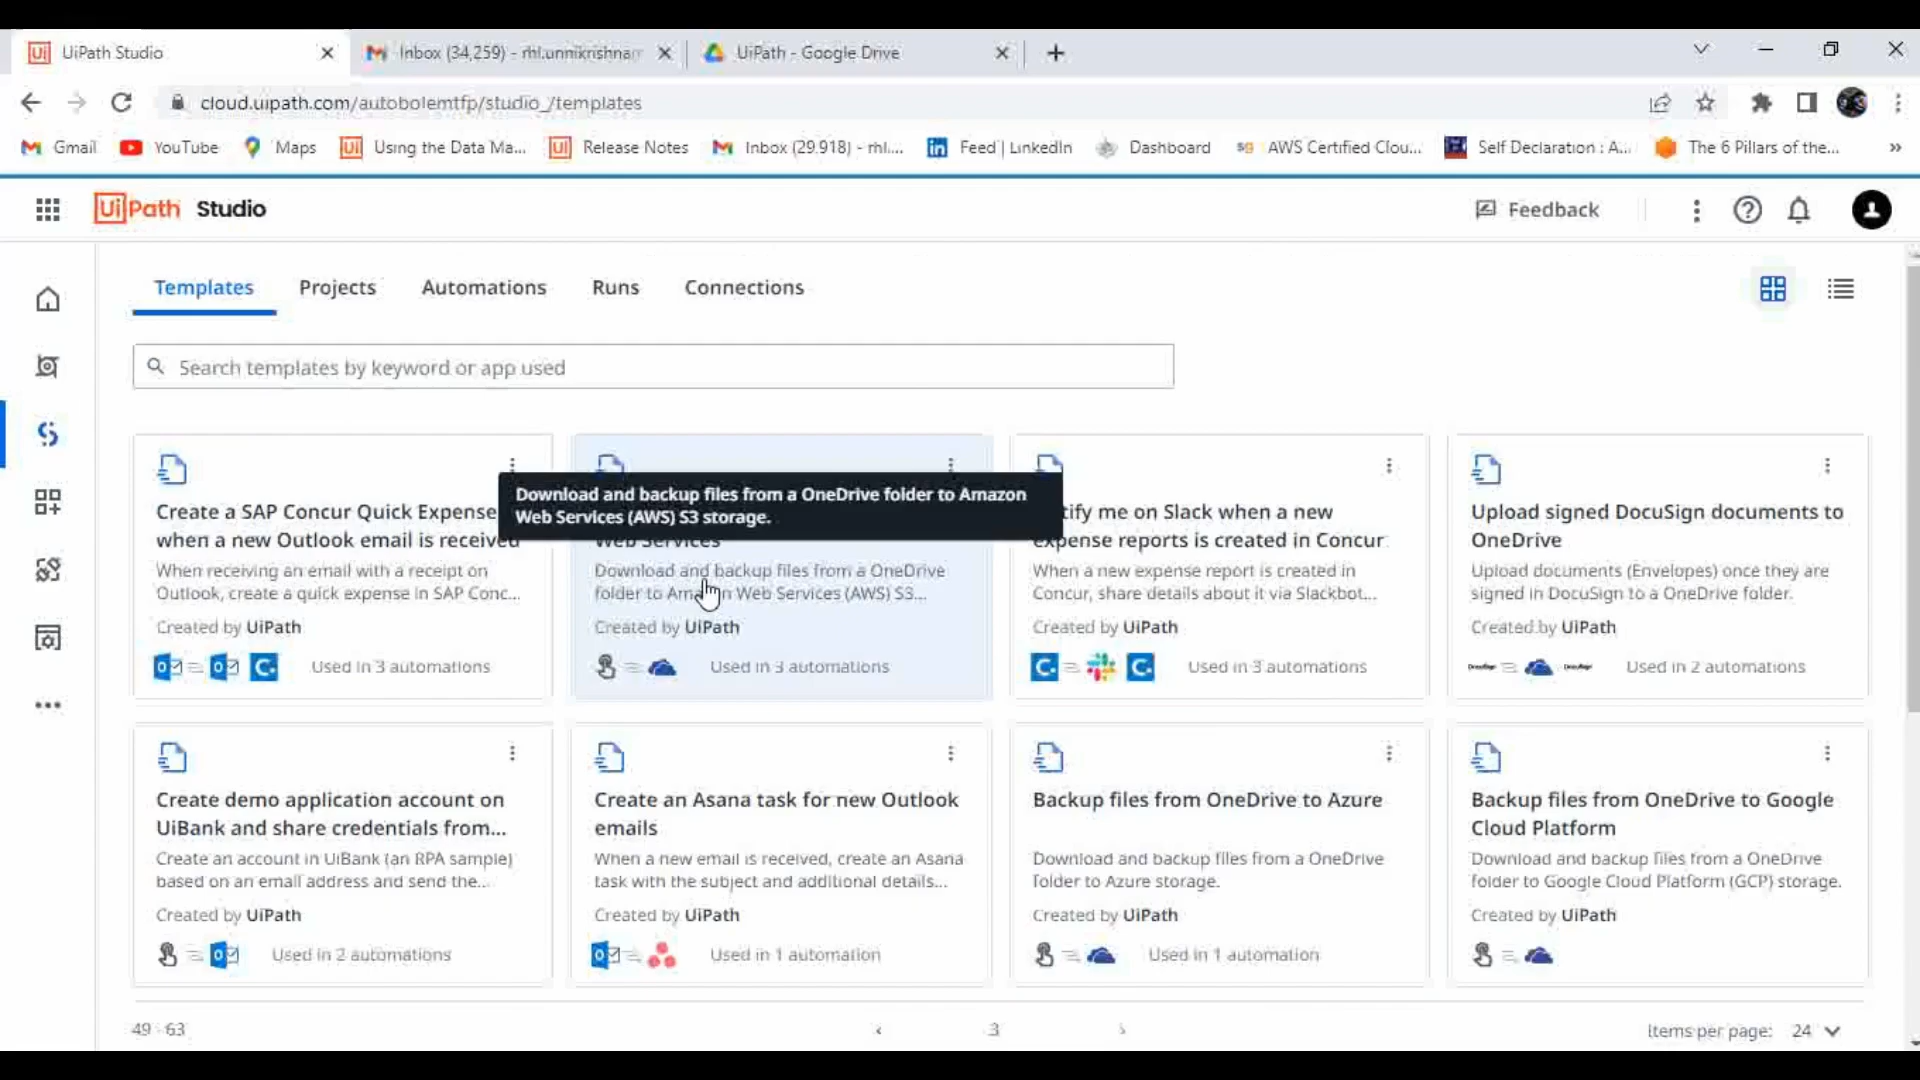 UiPath Studio
Inbox (34,259) - rhl.unnikrishnan
UiPath - Google Drive
cloud.uipath.com/autobolemtfp/studio_/templates
Gmail
YouTube
Maps
Using the Data Ma...
Release Notes
Inbox (29,918) - rhl....
Feed | LinkedIn
Dashboard
AWS Certified Clou...
Self Declaration : A...
The 6 Pillars of the...
UiPath Studio
Feedback
Templates
Projects
Automations
Runs
Connections
Search templates by keyword or app used
Create a SAP Concur Quick Expense
when a new Outlook email is received
When receiving an email with a receipt on
Outlook, create a quick expense in SAP Conc...
Created by UiPath
Used in 3 automations
Download and backup files from a OneDrive folder to Amazon
Web Services (AWS) S3 storage.
Web Services
Download and backup files from a OneDrive
folder to Amazon Web Services (AWS) S3...
Created by UiPath
Used in 3 automations
tify me on Slack when a new
expense reports is created in Concur
When a new expense report is created in
Concur, share details about it via Slackbot...
Created by UiPath
Used in 3 automations
Upload signed DocuSign documents to
OneDrive
Upload documents (Envelopes) once they are
signed in DocuSign to a OneDrive folder.
Created by UiPath
DocuSign
DocuSign
Used in 2 automations
Create demo application account on
UiBank and share credentials from...
Create an account in UiBank (an RPA sample)
based on an email address and send the...
Created by UiPath
Used in 2 automations
Create an Asana task for new Outlook
emails
When a new email is received, create an Asana
task with the subject and additional details...
Created by UiPath
Used in 1 automation
Backup files from OneDrive to Azure
Download and backup files from a OneDrive
folder to Azure storage.
Created by UiPath
Used in 1 automation
Backup files from OneDrive to Google
Cloud Platform
Download and backup files from a OneDrive
folder to Google Cloud Platform (GCP) storage.
Created by UiPath
49 - 63
3
Items per page: 24